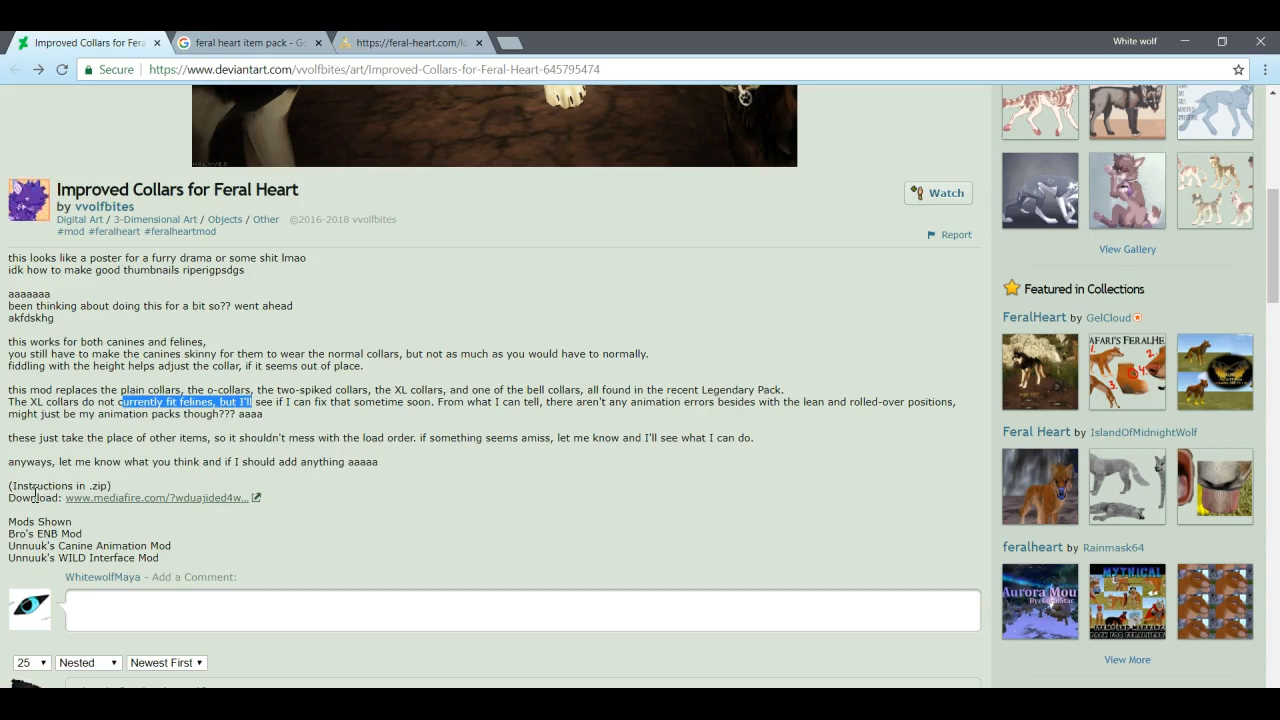 Improved Collars for Fera
feral heart item pack - Go
https://feral-heart.com/ic
White wolf
Secure
https://www.deviantart.com/vvolfbites/art/Improved-Collars-for-Feral-Heart-645795474
Improved Collars for Feral Heart
by vvolfbites
Digital Art / 3-Dimensional Art / Objects / Other ©2016-2018 vvolfbites
#mod #feralheart #feralheartmod
Watch
Report
this looks like a poster for a furry drama or some shit lmao
idk how to make good thumbnails riperigpsdgs
aaaaaaa
been thinking about doing this for a bit so?? went ahead
akfdskhg
this works for both canines and felines,
you still have to make the canines skinny for them to wear the normal collars, but not as much as you would have to normally.
fiddling with the height helps adjust the collar, if it seems out of place.
this mod replaces the plain collars, the o-collars, the two-spiked collars, the XL collars, and one of the bell collars, all found in the recent Legendary Pack.
The XL collars do not currently fit felines, but I'll see if I can fix that sometime soon. From what I can tell, there aren't any animation errors besides with the lean and rolled-over positions,
might just be my animation packs though??? aaaa
these just take the place of other items, so it shouldn't mess with the load order. if something seems amiss, let me know and I'll see what I can do.
anyways, let me know what you think and if I should add anything aaaaa
(Instructions in .zip)
Download: www.mediafire.com/?wduajided4w...
Mods Shown
Bro's ENB Mod
Unnuuk's Canine Animation Mod
Unnuuk's WILD Interface Mod
WhitewolfMaya - Add a Comment:
25
Nested
Newest First
View Gallery
Featured in Collections
FeralHeart by GelCloud
Feral Heart by IslandOfMidnightWolf
feralheart by Rainmask64
Aurora Mou
MYTHICAL
View More